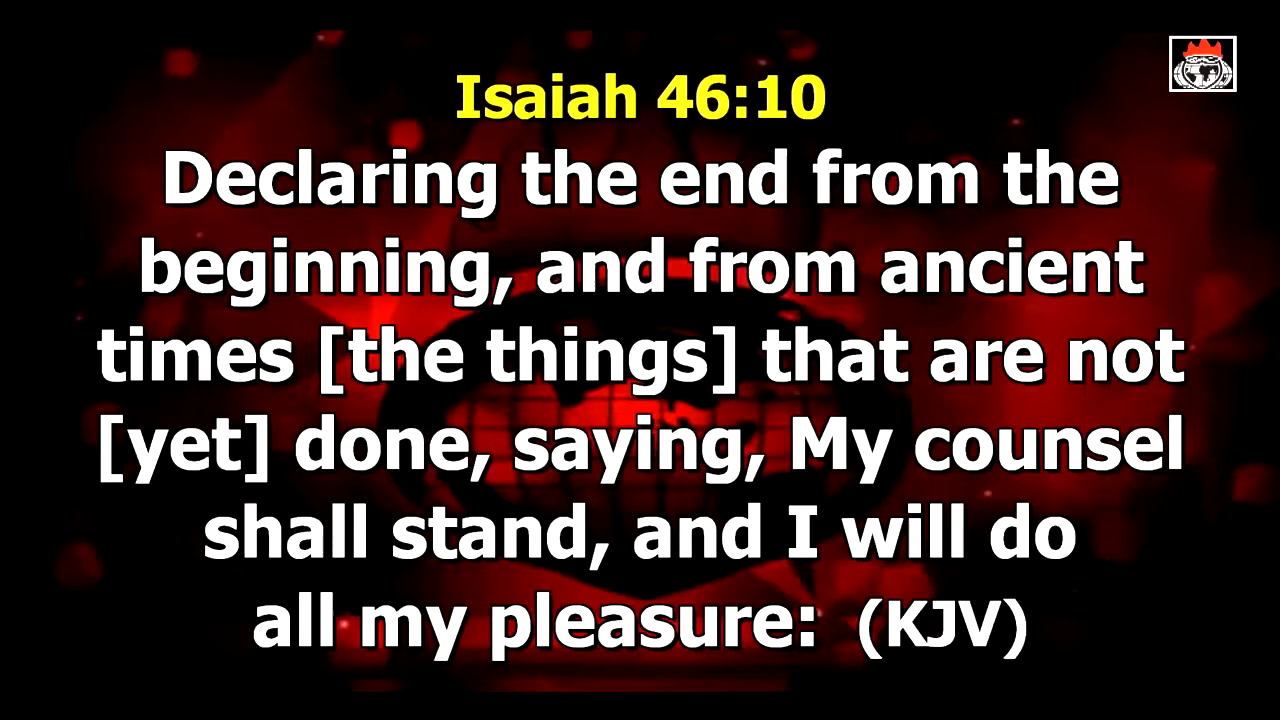 Isaiah 46:10
Declaring the end from the
beginning, and from ancient
times [the things] that are not
[yet] done, saying, My counsel
shall stand, and I will do
all my pleasure: (KJV)